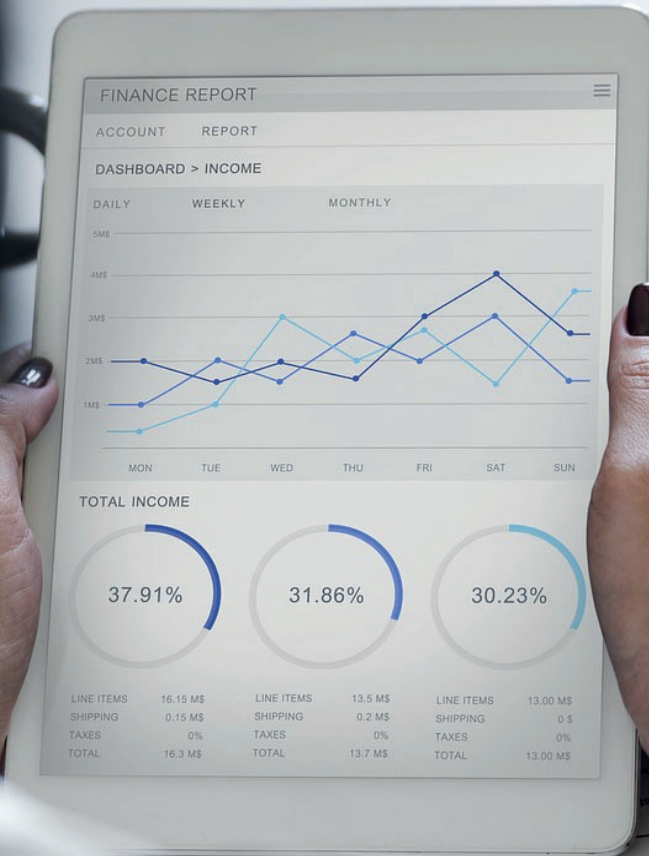 FINANCE REPORT
ACCOUNT REPORT
DASHBOARD > INCOME
DAILY WEEKLY MONTHLY
5M$
4M$
3M$
2M$
1M$
MON TUE WED THU FRI SAT SUN
TOTAL INCOME
37.91% 31.86% 30.23%
LINE ITEMS 16.15 M$ LINE ITEMS 13.5 M$ LINE ITEMS 13.00 M$
SHIPPING 0.15 M$ SHIPPING 0.2 M$ SHIPPING 0 $
TAXES 0% TAXES 0% TAXES 0%
TOTAL 16.3 M$ TOTAL 13.7 M$ TOTAL 13.00 M$